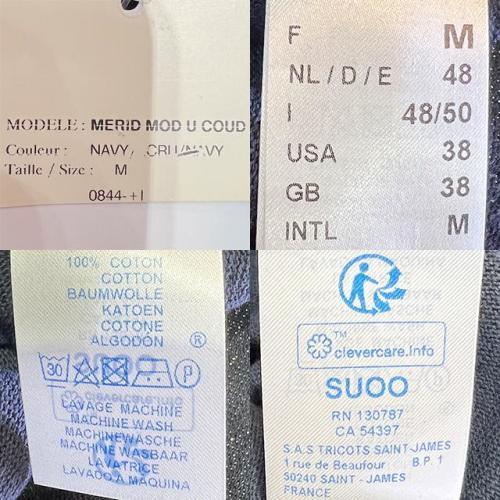 MODELE : MERID MOD U COUD
Couleur : NAVY/ CRU/NAVY
Taille / Size : M
0844-+I
F M
NL / D / E 48
I 48/50
USA 38
GB 38
INTL M
100% COTON
COTTON
BAUMWOLLE
KATOEN
COTONE
ALGODÓN ®
30 P
LAVAGE MACHINE
MACHINE WASH
MACHINEWASCHE
MACHINE WASBAAR
LAVATRICE
LAVADO A MAQUINA
TM
clevercare.info
SUOO
RN 130787
CA 54397
S.A.S TRICOTS SAINT-JAMES
1 rue de Beaufour B.P. 1
50240 SAINT - JAMES
FRANCE